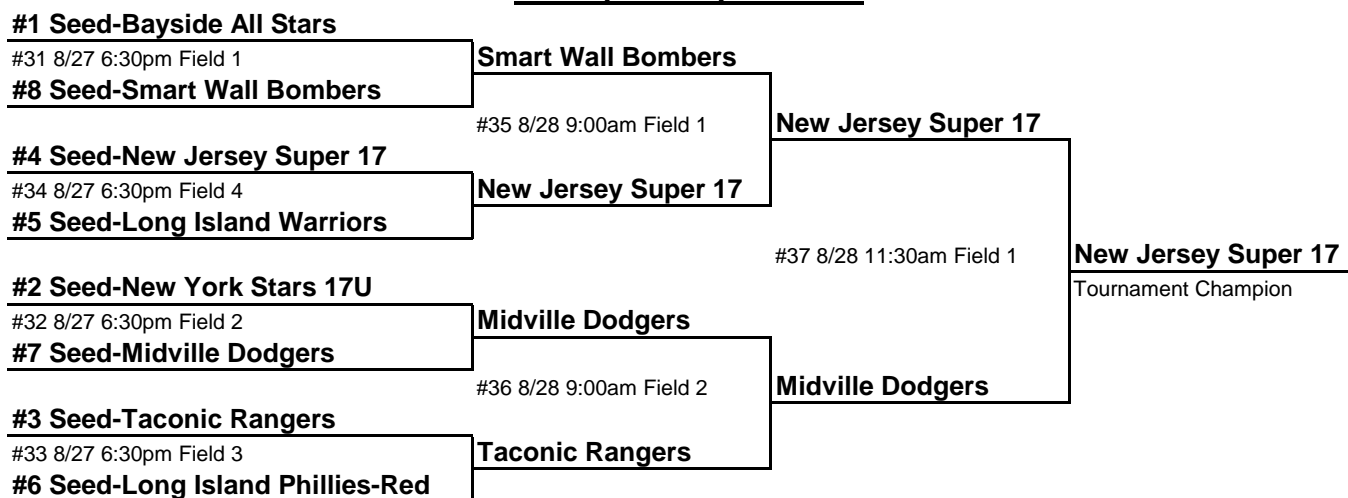 #1 Seed-Bayside All Stars
#31 8/27 6:30pm Field 1
Smart Wall Bombers
#8 Seed-Smart Wall Bombers
#35 8/28 9:00am Field 1
New Jersey Super 17
#4 Seed-New Jersey Super 17
#34 8/27 6:30pm Field 4
New Jersey Super 17
#5 Seed-Long Island Warriors
#37 8/28 11:30am Field 1
New Jersey Super 17
Tournament Champion
#2 Seed-New York Stars 17U
#32 8/27 6:30pm Field 2
Midville Dodgers
#7 Seed-Midville Dodgers
#36 8/28 9:00am Field 2
Midville Dodgers
#3 Seed-Taconic Rangers
#33 8/27 6:30pm Field 3
Taconic Rangers
#6 Seed-Long Island Phillies-Red